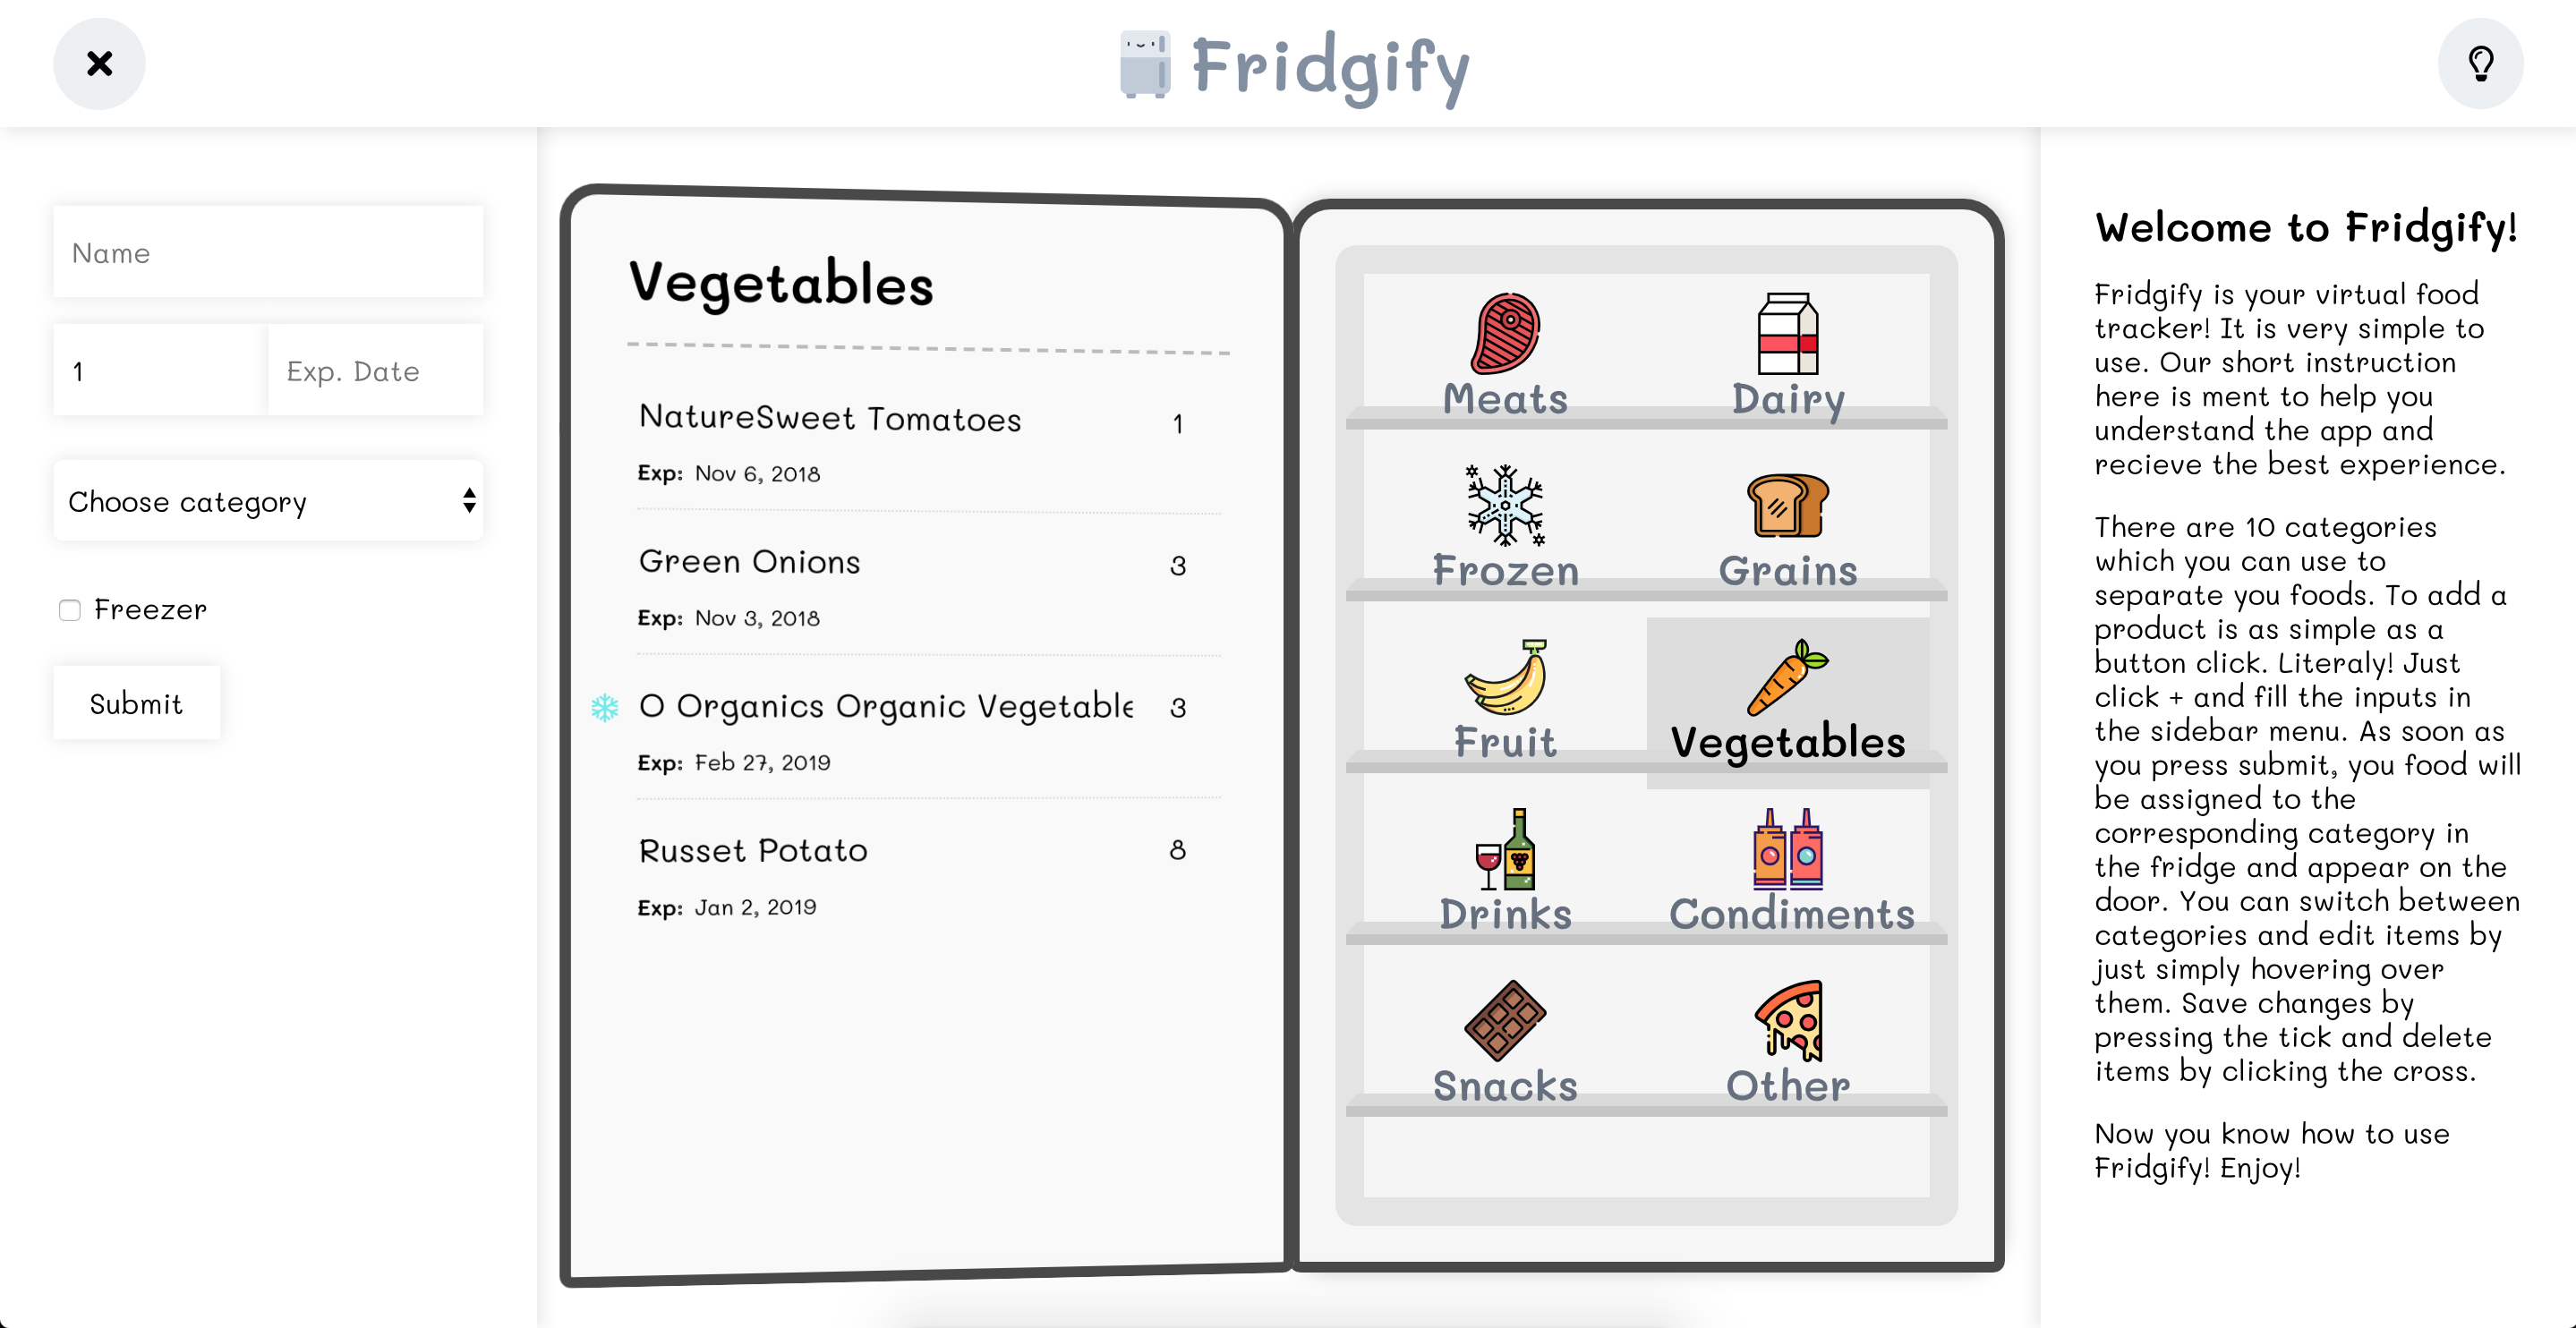 Fridgify
Name
1
Exp. Date
Choose category
Freezer
Submit
Vegetables
NatureSweet Tomatoes 1
Exp: Nov 6, 2018
Green Onions 3
Exp: Nov 3, 2018
O Organics Organic Vegetable 3
Exp: Feb 27, 2019
Russet Potato 8
Exp: Jan 2, 2019
Meats
Dairy
Frozen
Grains
Fruit
Vegetables
Drinks
Condiments
Snacks
Other
Welcome to Fridgify!
Fridgify is your virtual food
tracker! It is very simple to
use. Our short instruction
here is ment to help you
understand the app and
recieve the best experience.
There are 10 categories
which you can use to
separate you foods. To add a
product is as simple as a
button click. Literaly! Just
click + and fill the inputs in
the sidebar menu. As soon as
you press submit, you food will
be assigned to the
corresponding category in
the fridge and appear on the
door. You can switch between
categories and edit items by
just simply hovering over
them. Save changes by
pressing the tick and delete
items by clicking the cross.
Now you know how to use
Fridgify! Enjoy!